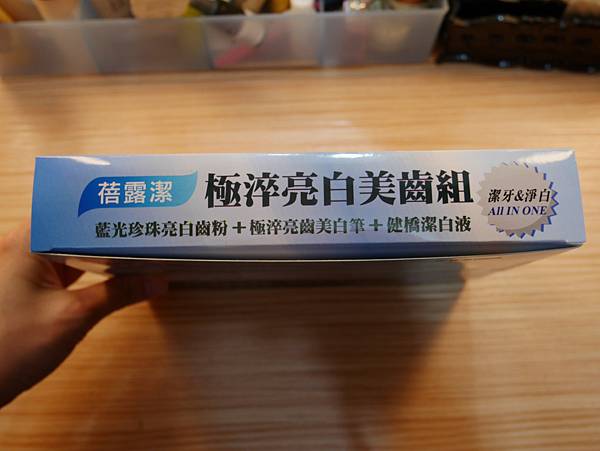 蓓露潔
極淬亮白美齒組
潔牙&淨白
All IN ONE
藍光珍珠亮白齒粉+極淬亮齒美白筆+健橋潔白液